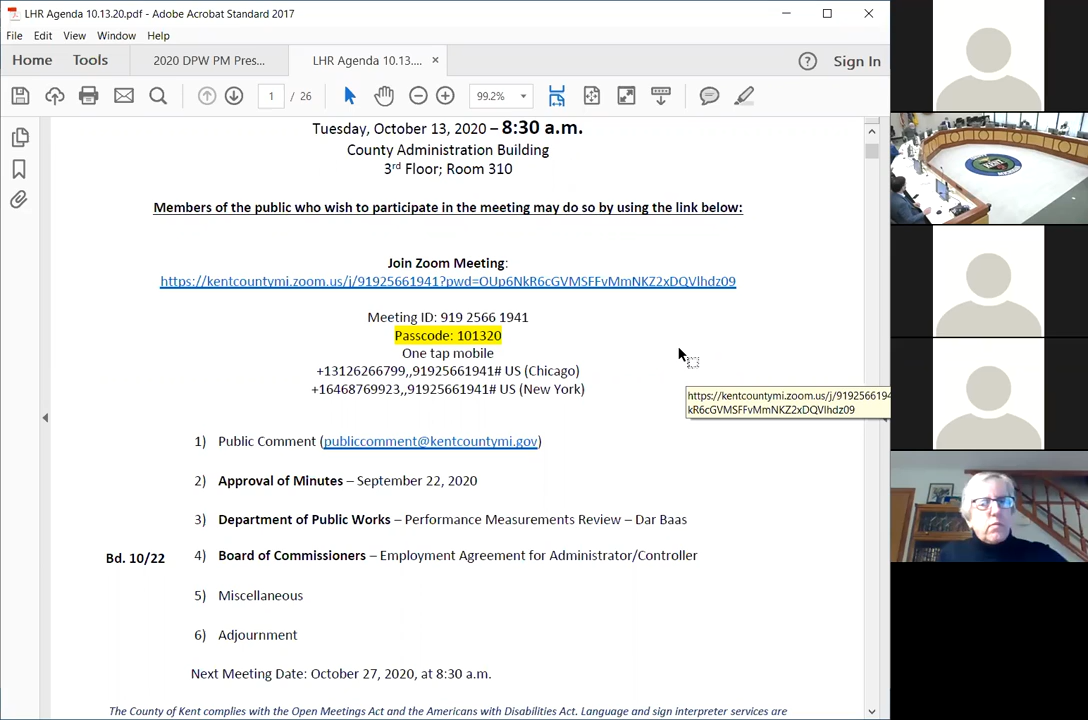 LHR Agenda 10.13.20.pdf - Adobe Acrobat Standard 2017
File Edit View Window Help
Home Tools 2020 DPW PM Pres... LHR Agenda 10.13.... × Sign In
1 / 26 99.2%
Tuesday, October 13, 2020 – 8:30 a.m.
County Administration Building
3rd Floor; Room 310
Members of the public who wish to participate in the meeting may do so by using the link below:
Join Zoom Meeting:
https://kentcountymi.zoom.us/j/91925661941?pwd=OUp6NkR6cGVMSFFvMmNKZ2xDQVlhdz09
Meeting ID: 919 2566 1941
Passcode: 101320
One tap mobile
+13126266799,,91925661941# US (Chicago)
+16468769923,,91925661941# US (New York)
https://kentcountymi.zoom.us/j/919256619
kR6cGVMSFFvMmNKZ2xDQVlhdz09
1) Public Comment (publiccomment@kentcountymi.gov)
2) Approval of Minutes – September 22, 2020
3) Department of Public Works – Performance Measurements Review – Dar Baas
Bd. 10/22 4) Board of Commissioners – Employment Agreement for Administrator/Controller
5) Miscellaneous
6) Adjournment
Next Meeting Date: October 27, 2020, at 8:30 a.m.
The County of Kent complies with the Open Meetings Act and the Americans with Disabilities Act. Language and sign interpreter services are